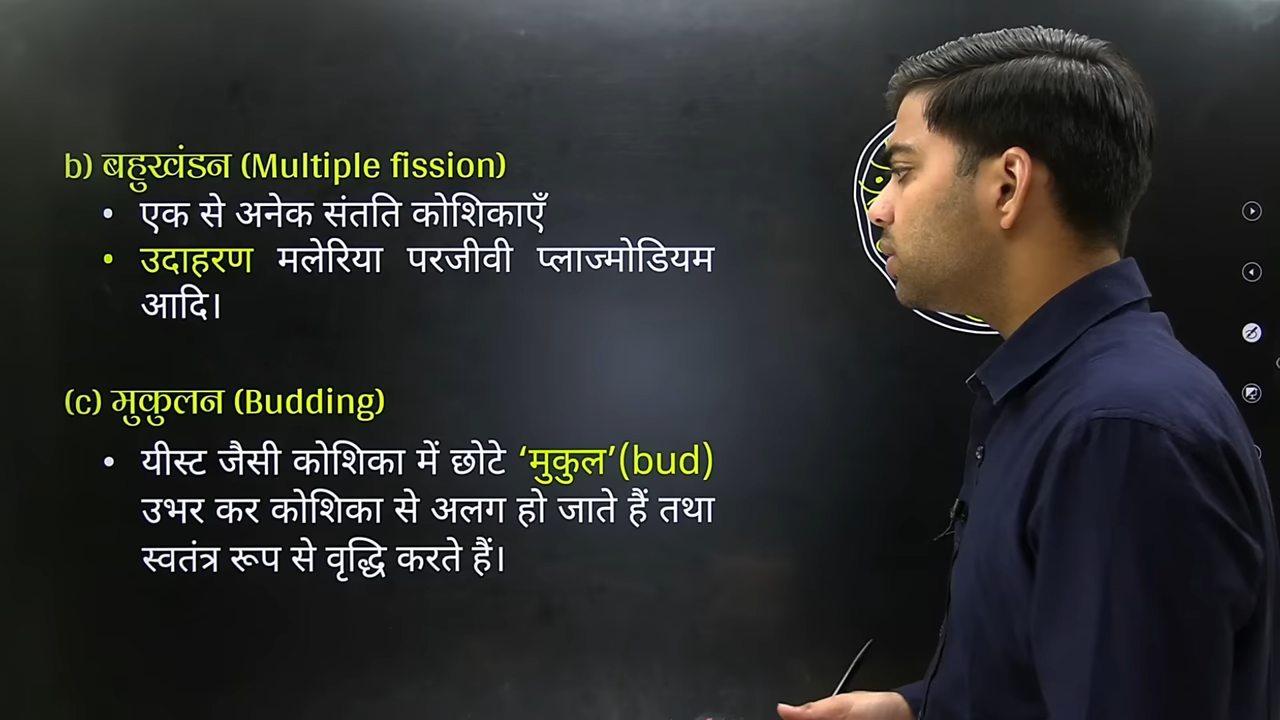 b) बहुखंडन (Multiple fission)
• एक से अनेक संतति कोशिकाएँ
• उदाहरण मलेरिया परजीवी प्लाज्मोडियम
आदि।
(c) मुकुलन (Budding)
• यीस्ट जैसी कोशिका में छोटे ‘मुकुल’(bud)
उभर कर कोशिका से अलग हो जाते हैं तथा
स्वतंत्र रूप से वृद्धि करते हैं।